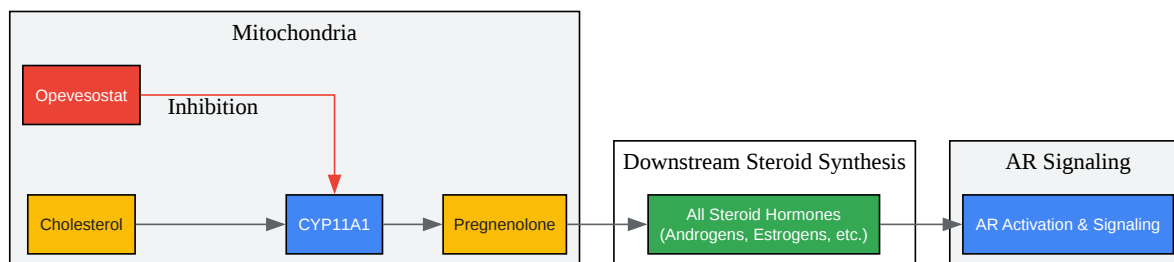 Mitochondria
Opevesostat
Inhibition
Cholesterol
CYP11A1
Pregnenolone
Downstream Steroid Synthesis
All Steroid Hormones
(Androgens, Estrogens, etc.)
AR Signaling
AR Activation & Signaling